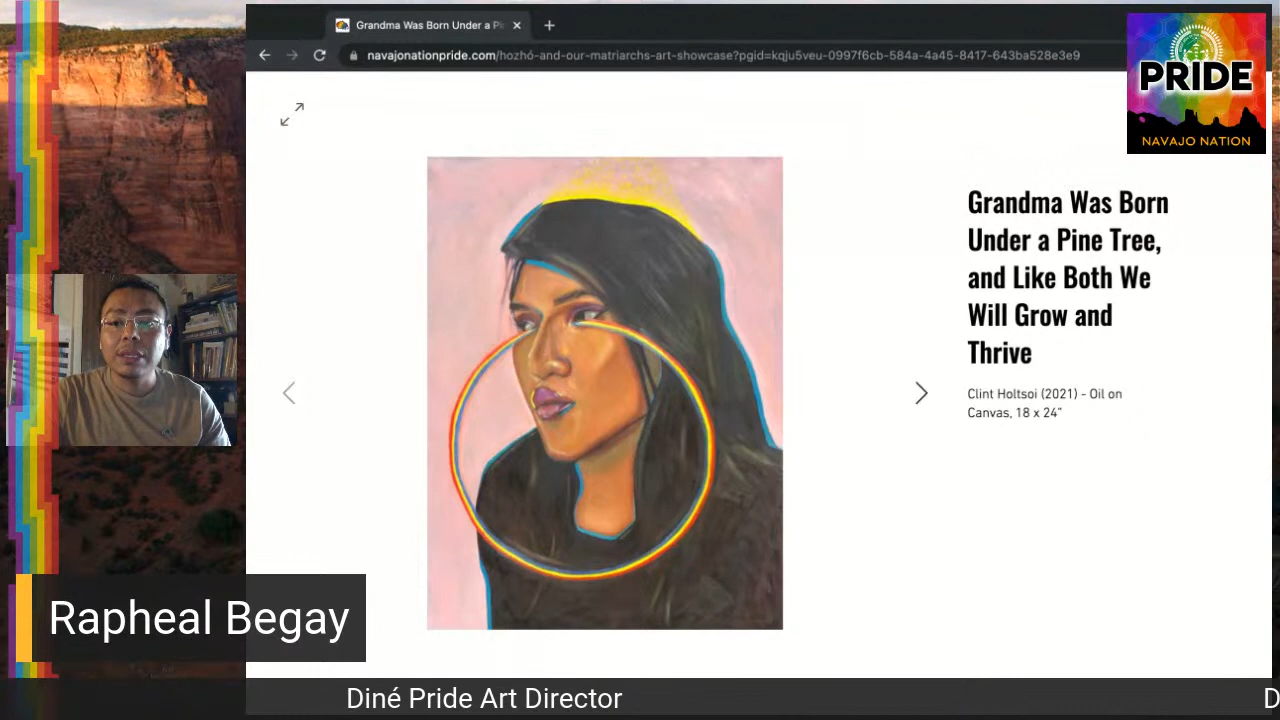 Grandma Was Born Under a Pi
navajonationpride.com/hozhó-and-our-matriarchs-art-showcase?pgid=kqju5veu-0997f6cb-584a-4a45-8417-643ba528e3e9
PRIDE
NAVAJO NATION
Grandma Was Born
Under a Pine Tree,
and Like Both We
Will Grow and
Thrive
Clint Holtsoi (2021) - Oil on
Canvas, 18 x 24"
Rapheal Begay
Diné Pride Art Director
D